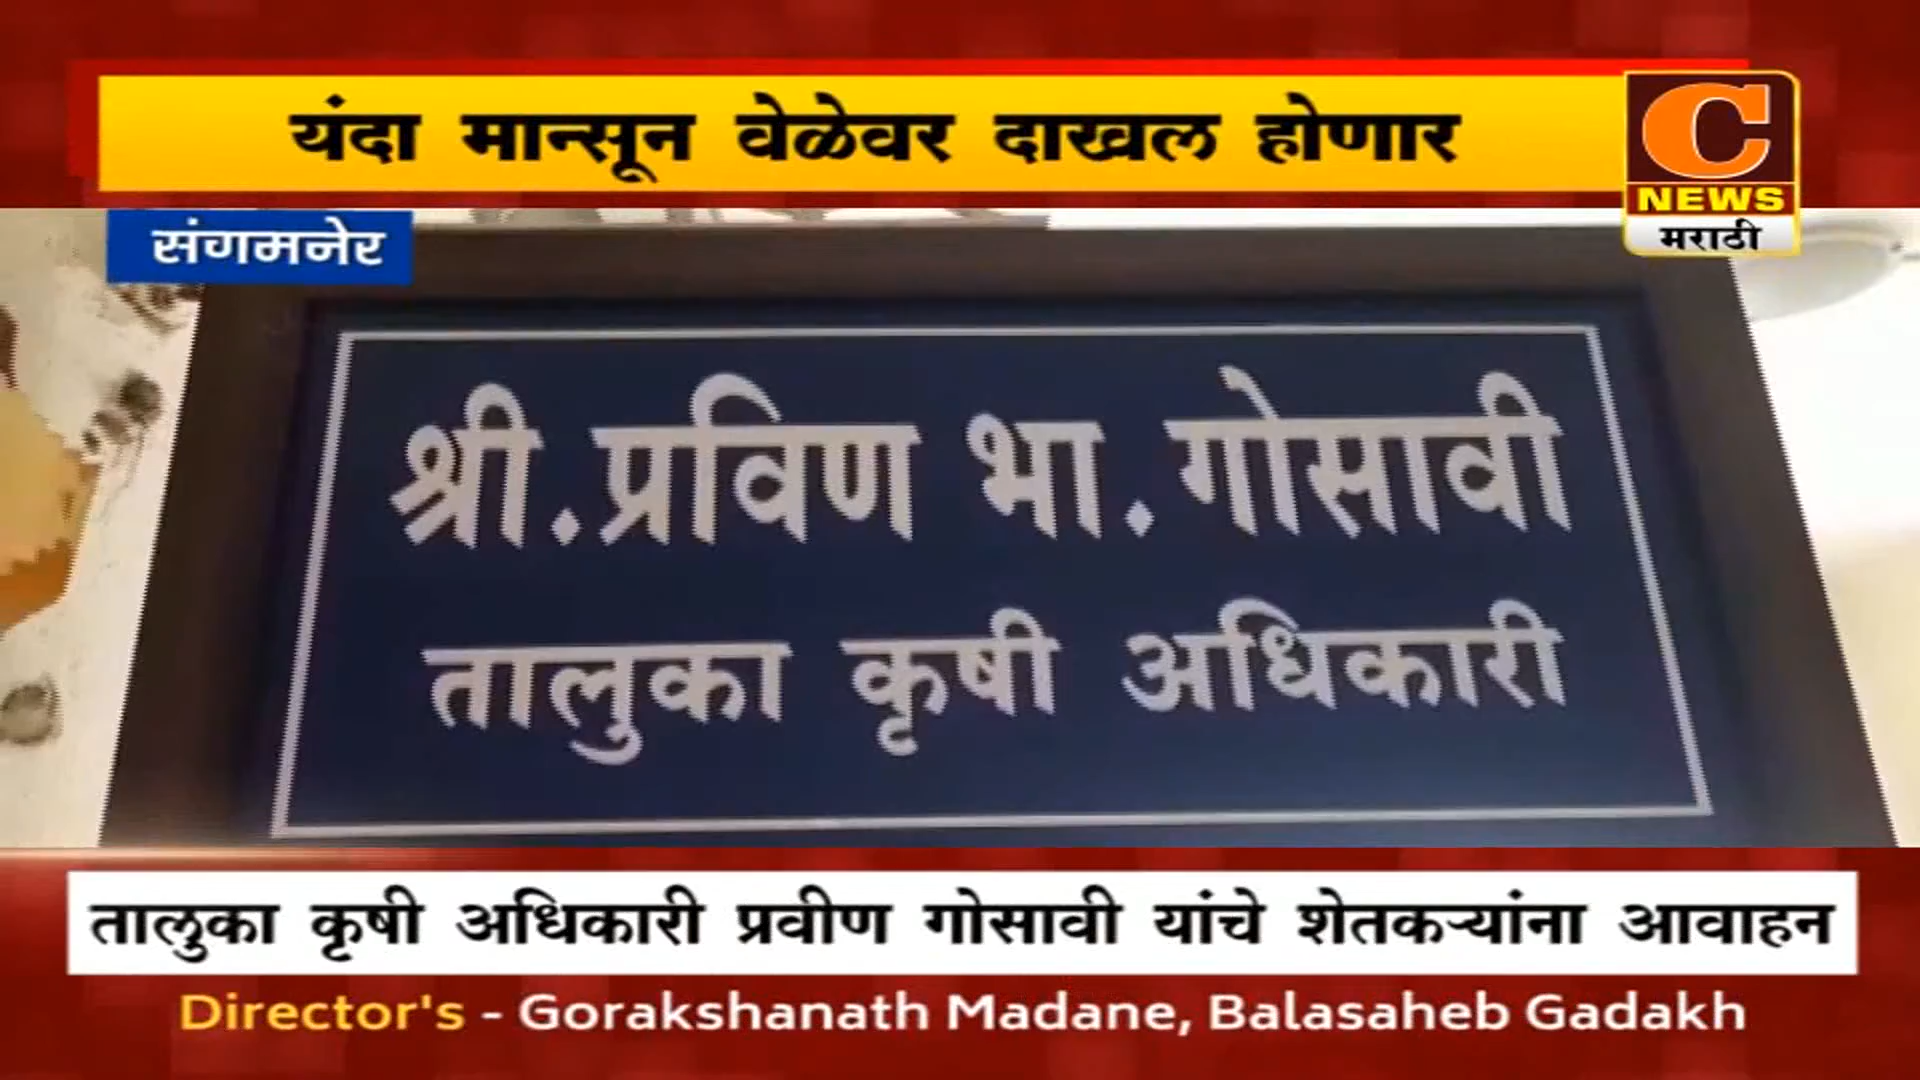 यंदा मान्सून वेळेवर दाखल होणार
C
NEWS
मराठी
संगमनेर
श्री.प्रविण भा.गोसावी
तालुका कृषी अधिकारी
तालुका कृषी अधिकारी प्रवीण गोसावी यांचे शेतकऱ्यांना आवाहन
Director's - Gorakshanath Madane, Balasaheb Gadakh